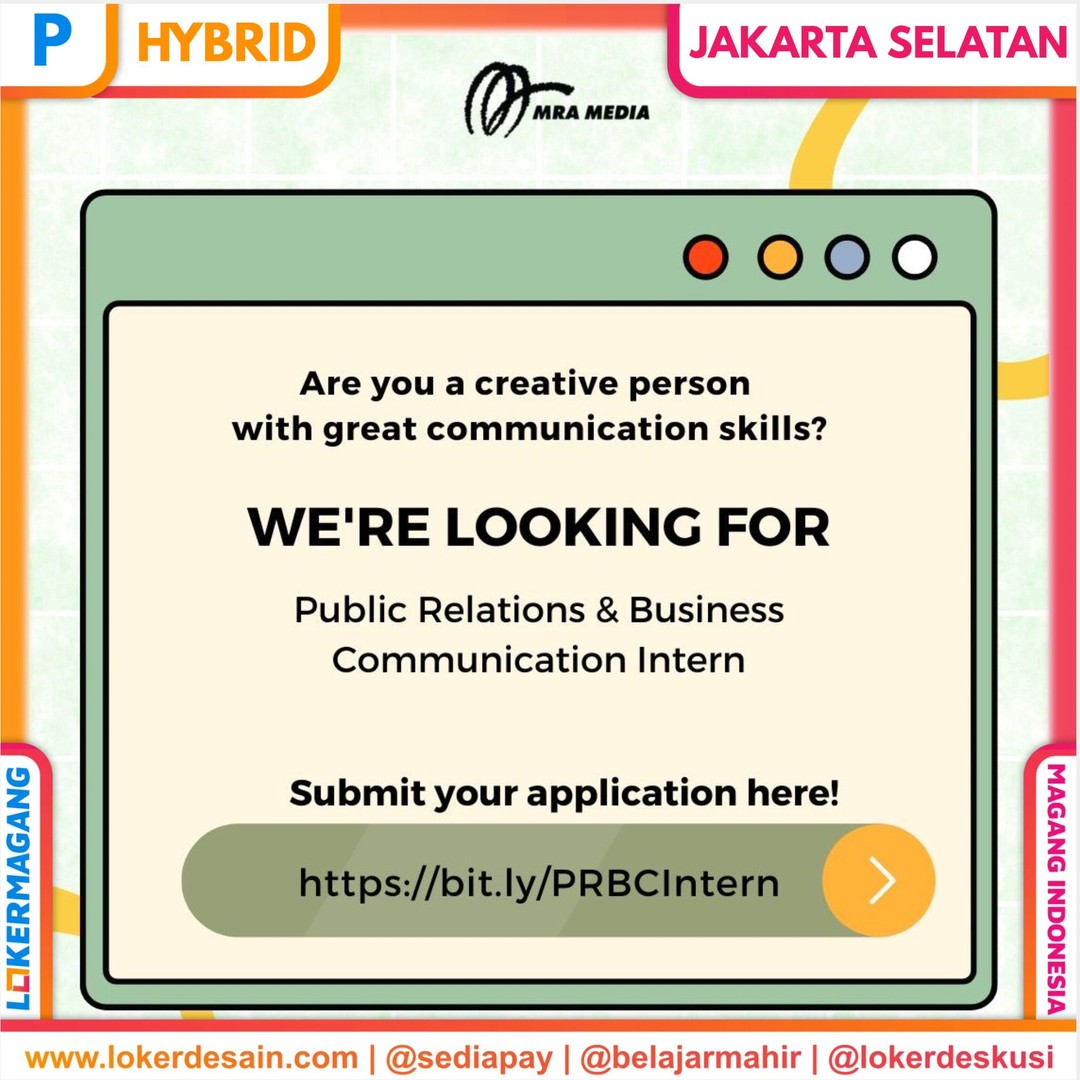 P
HYBRID
JAKARTA SELATAN
MRA MEDIA
Are you a creative person
with great communication skills?
WE'RE LOOKING FOR
Public Relations & Business
Communication Intern
Submit your application here!
https://bit.ly/PRBCIntern
LOKERMAGANG
MAGANG INDONESIA
www.lokerdesain.com | @sediapay | @belajarmahir | @lokerdeskusi